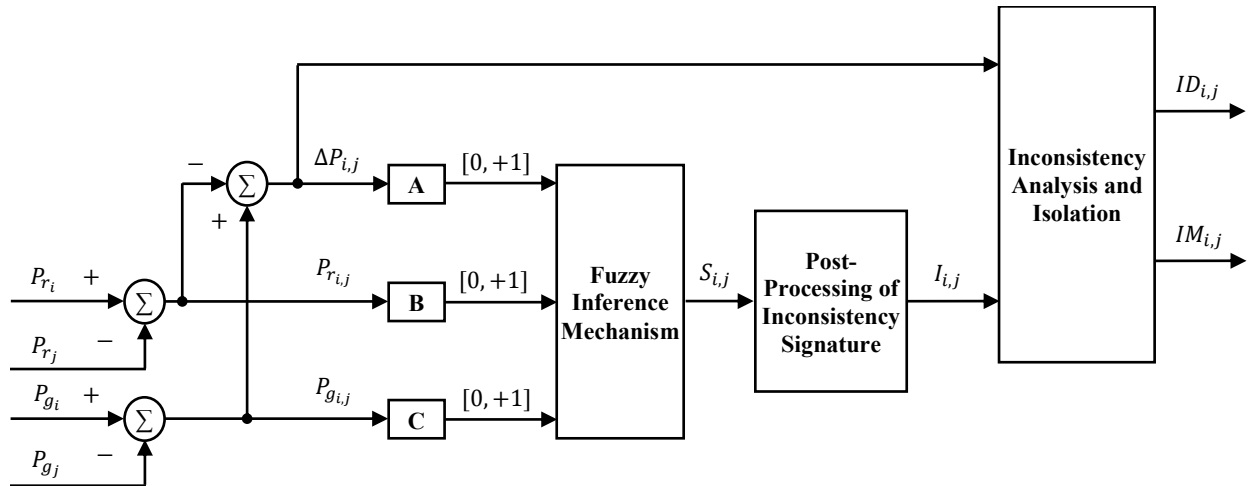 −
∑
+
ΔP_{i,j}
A
[0, +1]
P_{r_i}
+
∑
−
P_{r_j}
P_{r_{i,j}}
B
[0, +1]
P_{g_i}
+
∑
−
P_{g_j}
P_{g_{i,j}}
C
[0, +1]
Fuzzy
Inference
Mechanism
S_{i,j}
Post-
Processing of
Inconsistency
Signature
I_{i,j}
Inconsistency
Analysis and
Isolation
ID_{i,j}
IM_{i,j}